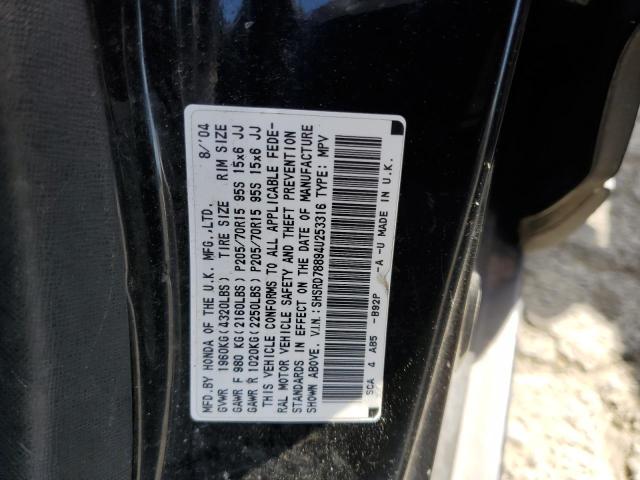 MFD.BY HONDA OF THE U.K. MFG.,LTD. 8/'04
GVWR 1960KG(4320LBS) TIRE SIZE RIM SIZE
GAWR F 980 KG(2160LBS) P205/70R15 95S 15x6 JJ
GAWR R 1020KG(2250LBS) P205/70R15 95S 15x6 JJ
THIS VEHICLE CONFORMS TO ALL APPLICABLE FEDE-
RAL MOTOR VEHICLE SAFETY AND THEFT PREVENTION
STANDARDS IN EFFECT ON THE DATE OF MANUFACTURE
SHOWN ABOVE. V.I.N.:SHSRD78894U253316 TYPE: MPV
SCA 4 A85 -B92P -A -U MADE IN U.K.